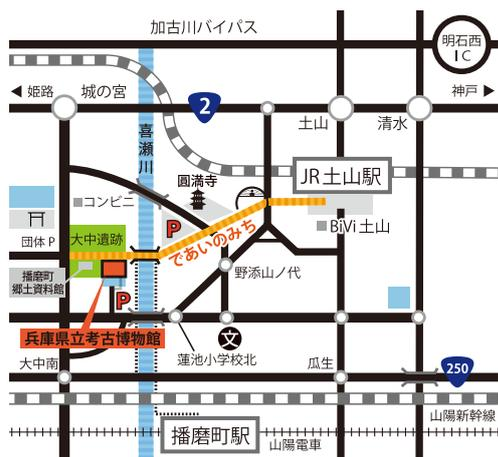 加古川バイパス
明石西
IC
姫路
城の宮
2
神戸
土山
清水
喜瀬川
JR土山駅
圓満寺
コンビニ
P
であいのみち
BiVi土山
団体P
大中遺跡
野添山ノ代
播磨町
郷土資料館
P
兵庫県立考古博物館
文
蓮池小学校北
大中南
瓜生
250
山陽新幹線
播磨町駅
山陽電車